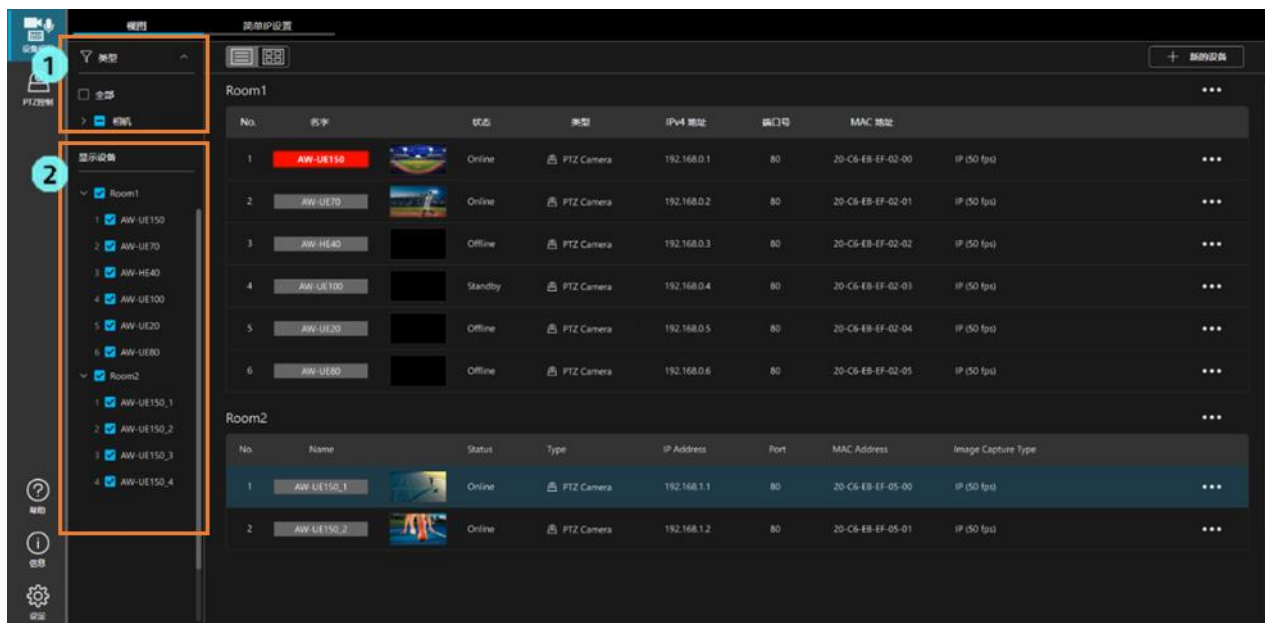 视图 简单IP设置
设备设置
PTZ控制
1
类型
全部
相机
2
显示设备
Room1
1 AW-UE150
2 AW-UE70
3 AW-HE40
4 AW-UE100
5 AW-UE20
6 AW-UE80
Room2
1 AW-UE150_1
2 AW-UE150_2
3 AW-UE150_3
4 AW-UE150_4
帮助
信息
设置
新的设备
Room1
No. 名字 状态 类型 IPv4 地址 端口号 MAC 地址
1 AW-UE150 Online PTZ Camera 192.168.0.1 80 20-C6-EB-EF-02-00 IP (50 fps)
2 AW-UE70 Online PTZ Camera 192.168.0.2 80 20-C6-EB-EF-02-01 IP (50 fps)
3 AW-HE40 Offline PTZ Camera 192.168.0.3 80 20-C6-EB-EF-02-02 IP (50 fps)
4 AW-UE100 Standby PTZ Camera 192.168.0.4 80 20-C6-EB-EF-02-03 IP (50 fps)
5 AW-UE20 Offline PTZ Camera 192.168.0.5 80 20-C6-EB-EF-02-04 IP (50 fps)
6 AW-UE80 Offline PTZ Camera 192.168.0.6 80 20-C6-EB-EF-02-05 IP (50 fps)
Room2
No. Name Status Type IP Address Port MAC Address Image Capture Type
1 AW-UE150_1 Online PTZ Camera 192.168.1.1 80 20-C6-EB-EF-05-00 IP (50 fps)
2 AW-UE150_2 Online PTZ Camera 192.168.1.2 80 20-C6-EB-EF-05-01 IP (50 fps)